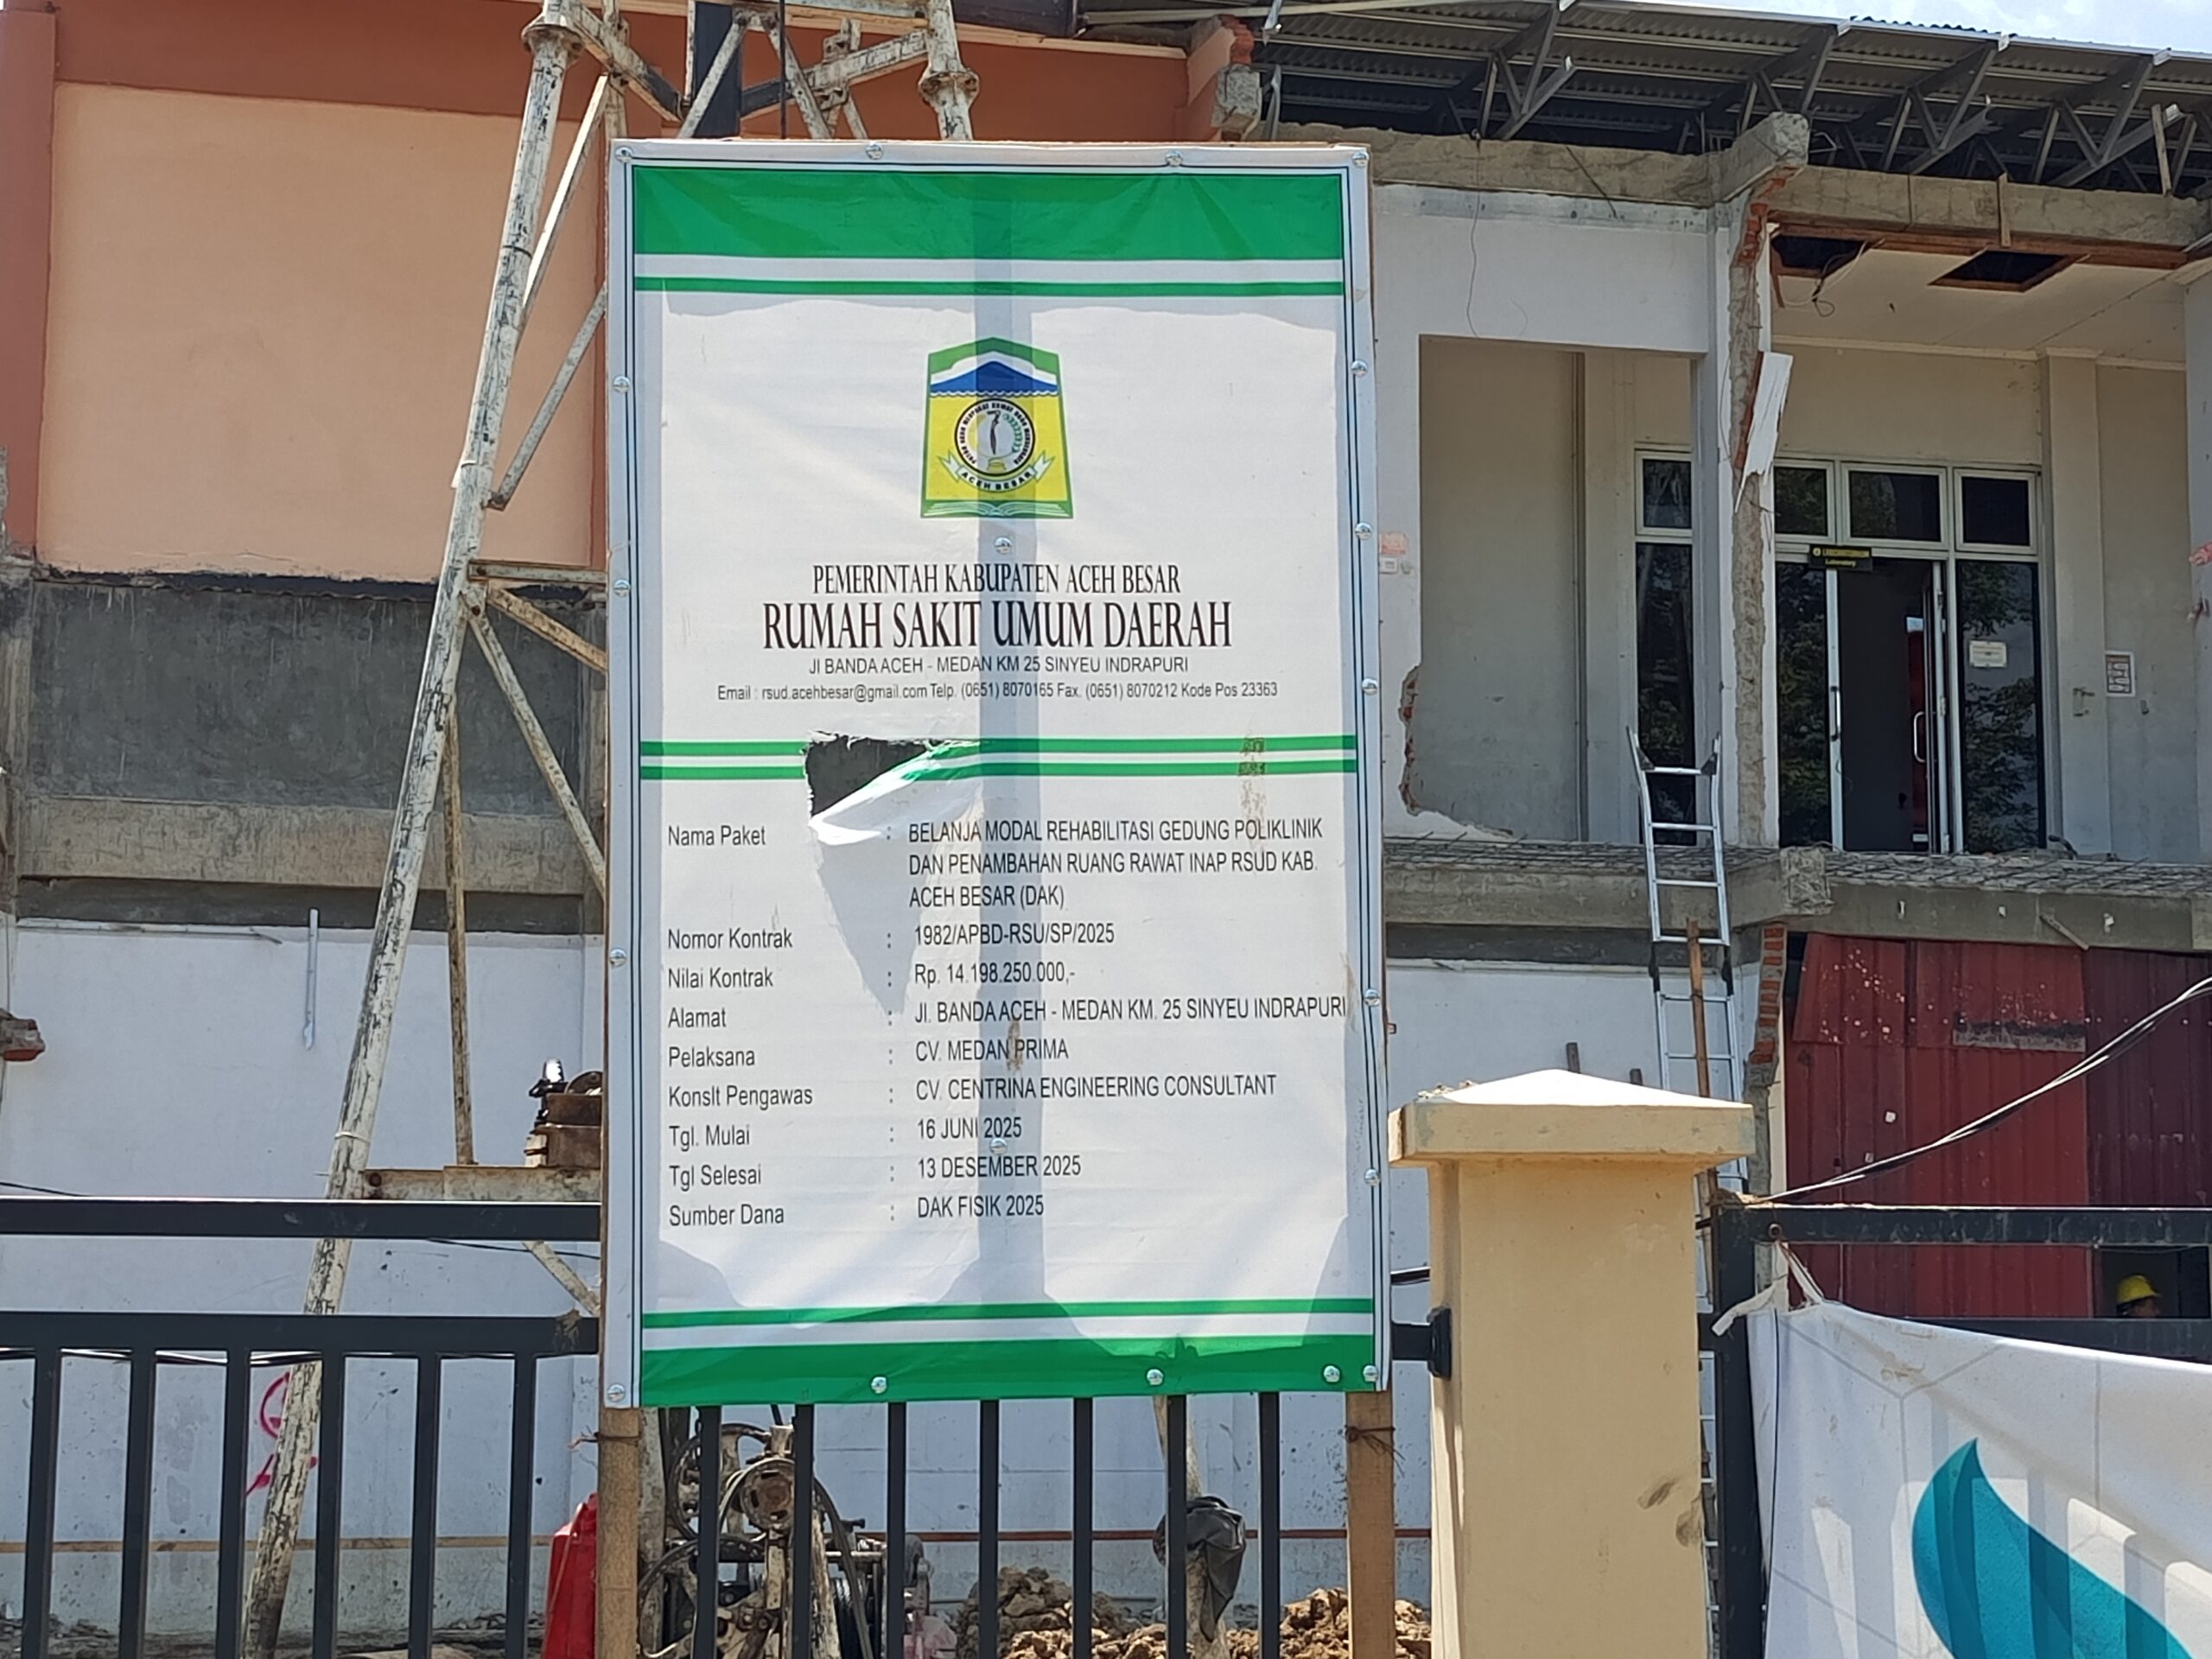 ACEH BESAR
PEMERINTAH KABUPATEN ACEH BESAR
RUMAH SAKIT UMUM DAERAH
Jl BANDA ACEH - MEDAN KM 25 SINYEU INDRAPURI
Email : rsud.acehbesar@gmail.com Telp. (0651) 8070165 Fax. (0651) 8070212 Kode Pos 23363
Nama Paket : BELANJA MODAL REHABILITASI GEDUNG POLIKLINIK
DAN PENAMBAHAN RUANG RAWAT INAP RSUD KAB.
ACEH BESAR (DAK)
Nomor Kontrak : 1982/APBD-RSU/SP/2025
Nilai Kontrak : Rp. 14.198.250.000,-
Alamat : Jl. BANDA ACEH - MEDAN KM. 25 SINYEU INDRAPURI
Pelaksana : CV. MEDAN PRIMA
Konslt Pengawas : CV. CENTRINA ENGINEERING CONSULTANT
Tgl. Mulai : 16 JUNI 2025
Tgl Selesai : 13 DESEMBER 2025
Sumber Dana : DAK FISIK 2025
LABORATORIUM
Laboratory